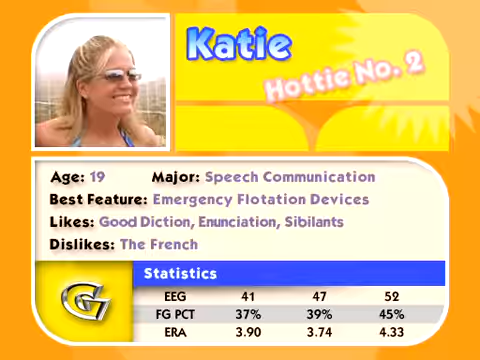 Katie
Hottie No. 2
Age: 19 Major: Speech Communication
Best Feature: Emergency Flotation Devices
Likes: Good Diction, Enunciation, Sibilants
Dislikes: The French
G
Statistics
EEG 41 47 52
FG PCT 37% 39% 45%
ERA 3.90 3.74 4.33